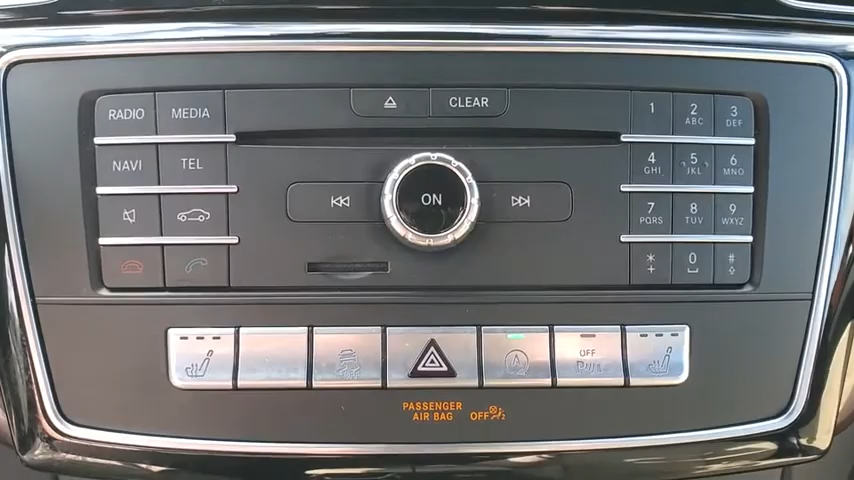 RADIO MEDIA CLEAR 1 2 3
ABC DEF
NAVI TEL 4 5 6
GHI JKL MNO
ON
7 8 9
PQRS TUV WXYZ
* 0 #
+
OFF OFF
PASSENGER
AIR BAG OFF